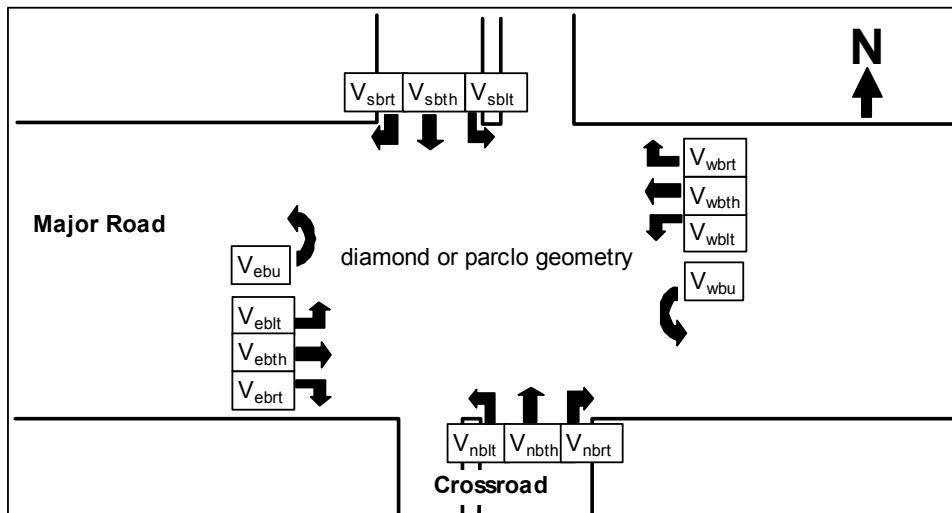 N
V_sbrt V_sbth V_sblt
V_wbrt
V_wbth
V_wblt
Major Road
V_ebu
diamond or parclo geometry
V_wbu
V_eblt
V_ebth
V_ebrt
V_nblt V_nbth V_nbrt
Crossroad